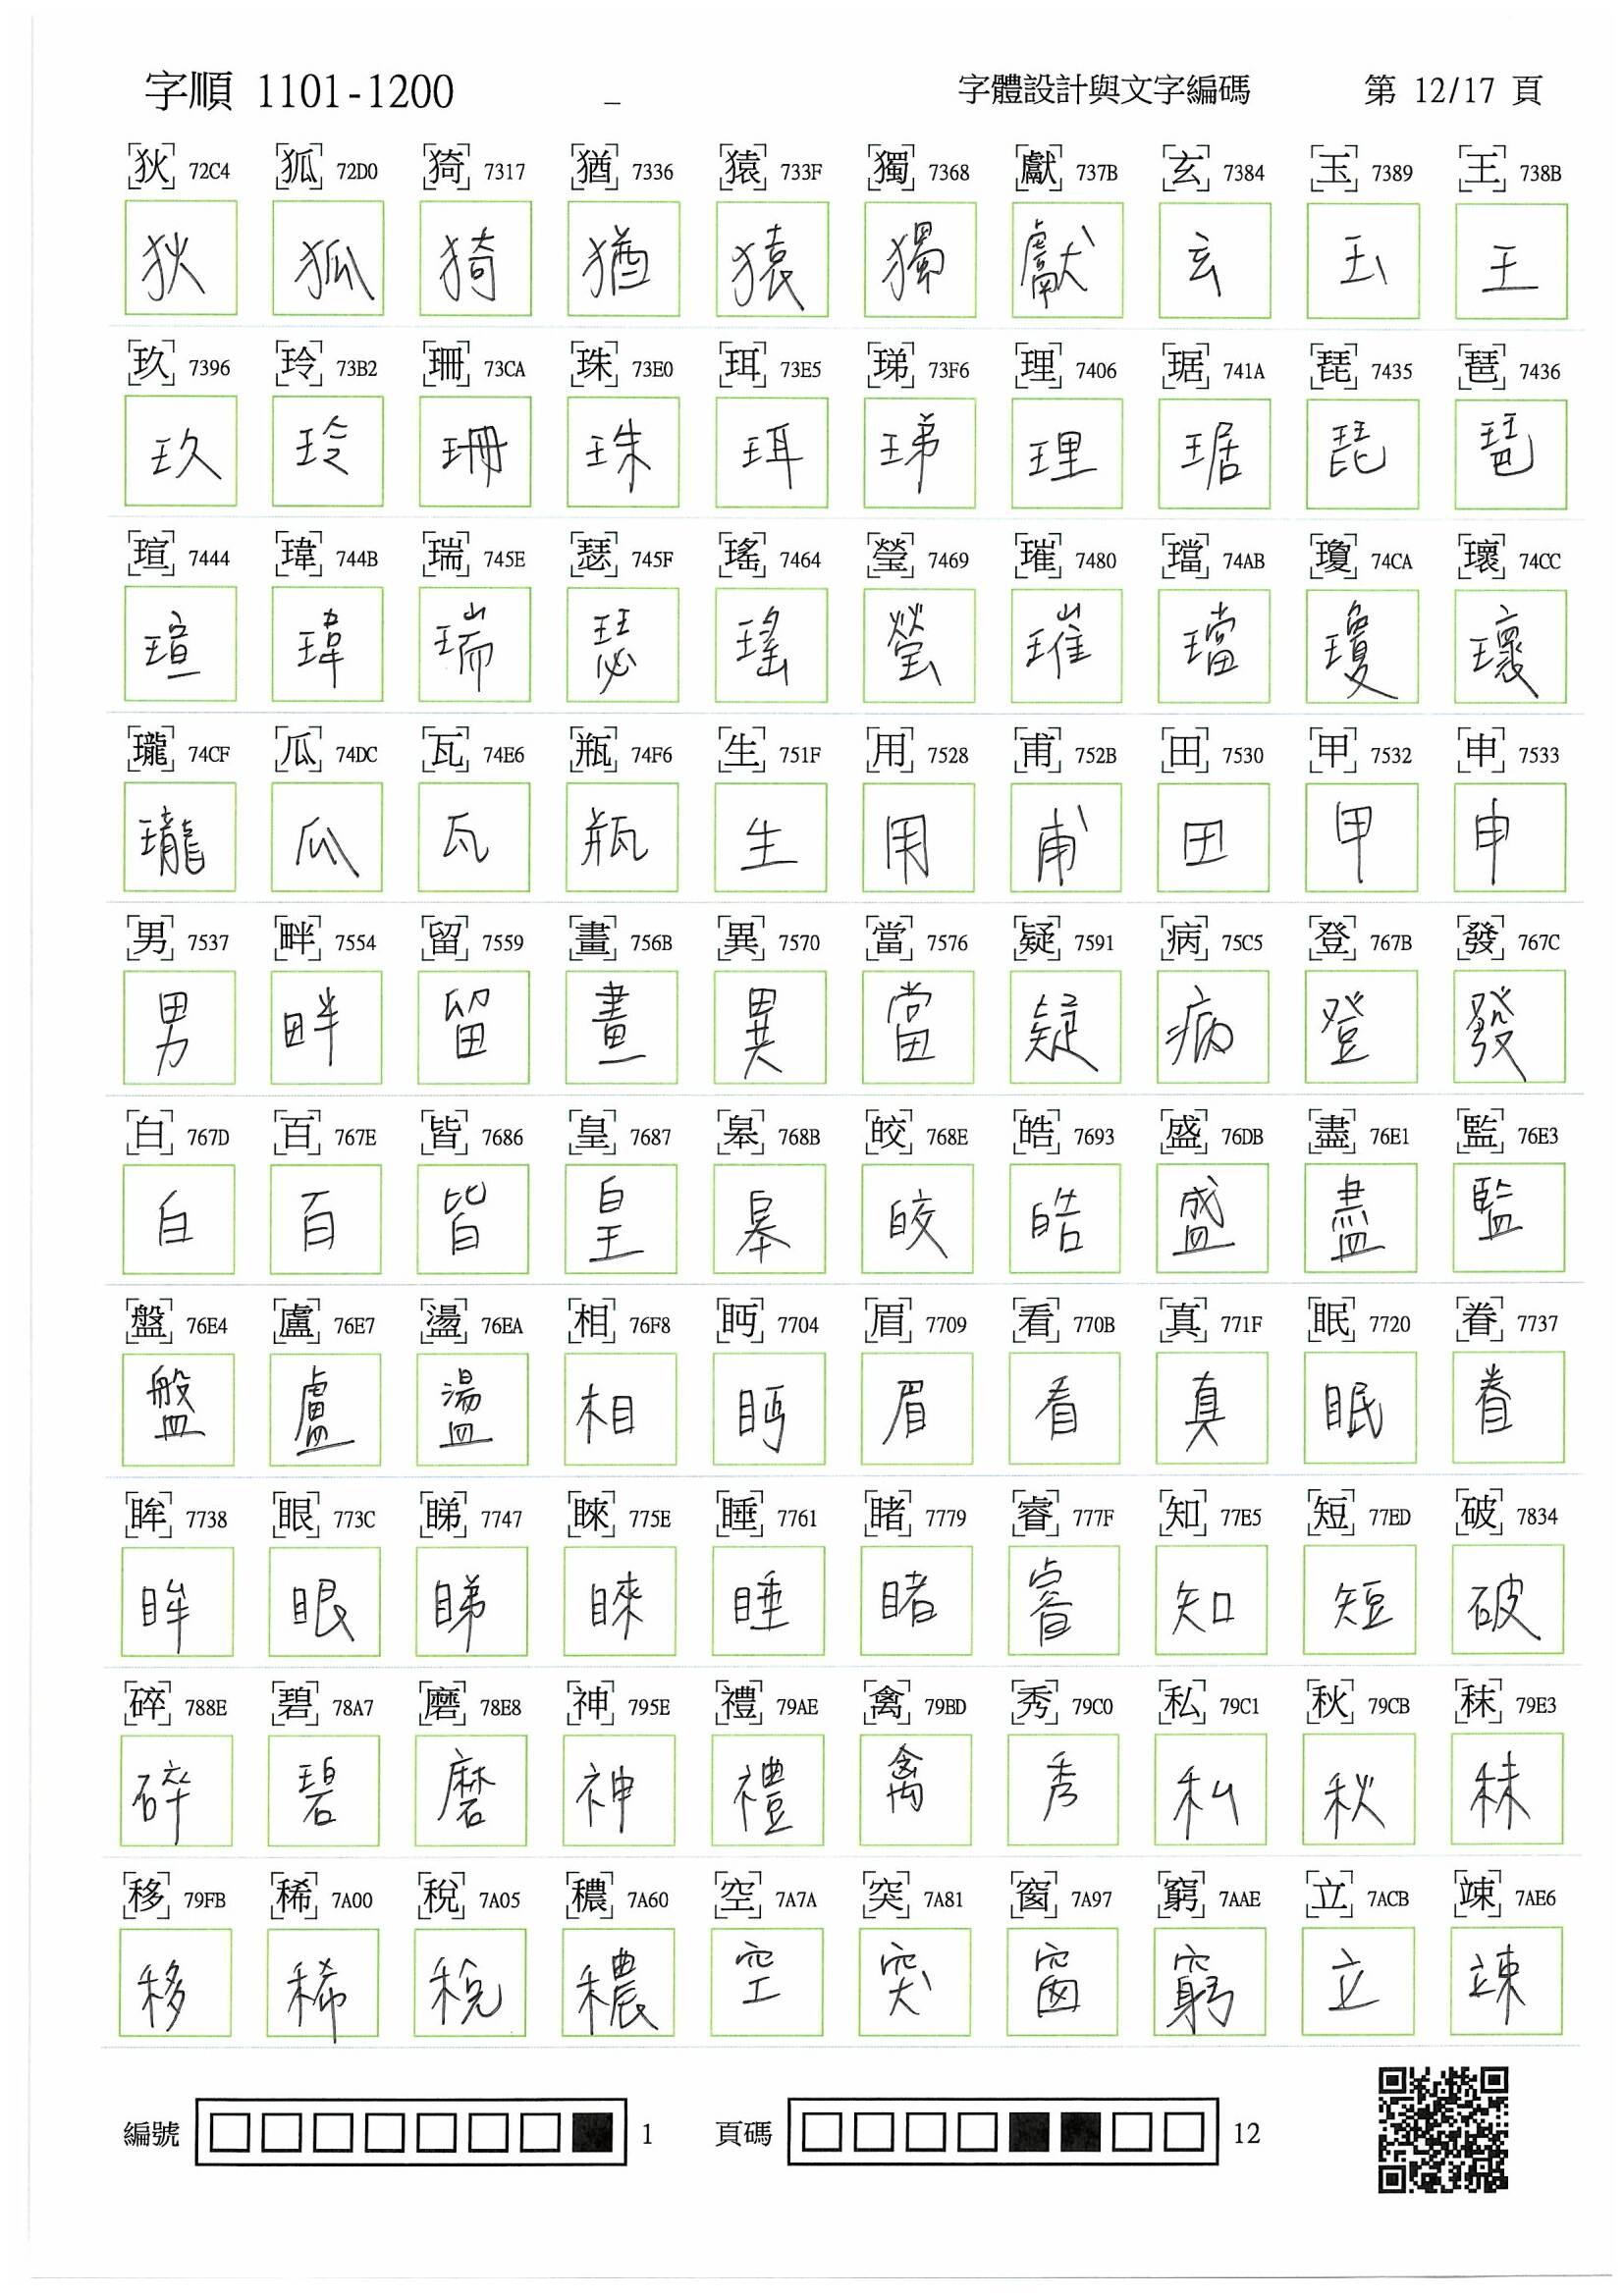 字順 1101-1200 _ 字體設計與文字編碼 第 12/17 頁
狄 72C4 狐 72D0 猗 7317 猶 7336 猿 733F 獨 7368 獻 737B 玄 7384 玉 7389 王 738B
狄 狐 猗 猶 猿 獨 獻 玄 玉 王
玖 7396 玲 73B2 珊 73CA 珠 73E0 珥 73E5 珶 73F6 理 7406 琚 741A 琵 7435 琶 7436
玖 玲 珊 珠 珥 珶 理 琚 琵 琶
瑄 7444 瑋 744B 瑞 745E 瑟 745F 瑤 7464 瑩 7469 璀 7480 璫 74AB 瓊 74CA 瓌 74CC
瑄 瑋 瑞 瑟 瑤 瑩 璀 璫 瓊 瓌
瓏 74CF 瓜 74DC 瓦 74E6 瓶 74F6 生 751F 用 7528 甫 752B 田 7530 甲 7532 申 7533
瓏 瓜 瓦 瓶 生 用 甫 田 甲 申
男 7537 畔 7554 留 7559 畫 756B 異 7570 當 7576 疑 7591 病 75C5 登 767B 發 767C
男 畔 留 畫 異 當 疑 病 登 發
白 767D 百 767E 皆 7686 皇 7687 皋 768B 皎 768E 皓 7693 盛 76DB 盡 76E1 監 76E3
白 百 皆 皇 皋 皎 皓 盛 盡 監
盤 76E4 盧 76E7 盪 76EA 相 76F8 眄 7704 眉 7709 看 770B 真 771F 眠 7720 眷 7737
盤 盧 盪 相 眄 眉 看 真 眠 眷
眸 7738 眼 773C 睇 7747 睞 775E 睡 7761 睹 7779 睿 777F 知 77E5 短 77ED 破 7834
眸 眼 睇 睞 睡 睹 睿 知 短 破
碎 788E 碧 78A7 磨 78E8 神 795E 禮 79AE 禽 79BD 秀 79C0 私 79C1 秋 79CB 秣 79E3
碎 碧 磨 神 禮 禽 秀 私 秋 秣
移 79FB 稀 7A00 稅 7A05 穠 7A60 空 7A7A 突 7A81 窗 7A97 窮 7AAE 立 7ACB 竦 7AE6
移 稀 稅 穠 空 突 窗 窮 立 竦
編號 1 頁碼 12